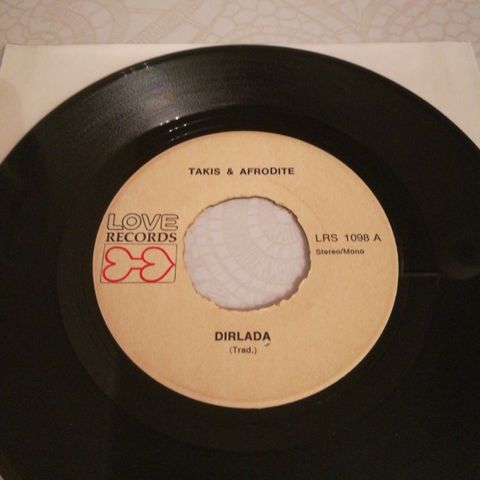 TAKIS & AFRODITE
LOVE
RECORDS
LRS 1098 A
Stereo/Mono
DIRLADA
(Trad.)